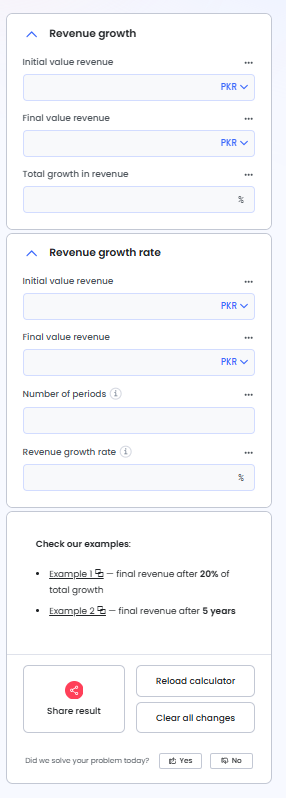 Revenue growth
Initial value revenue ...
PKR
Final value revenue ...
PKR
Total growth in revenue ...
%
Revenue growth rate
Initial value revenue ...
PKR
Final value revenue ...
PKR
Number of periods i ...
Revenue growth rate i ...
%
Check our examples:
• Example 1 — final revenue after 20% of
total growth
• Example 2 — final revenue after 5 years
Share result
Reload calculator
Clear all changes
Did we solve your problem today? Yes No